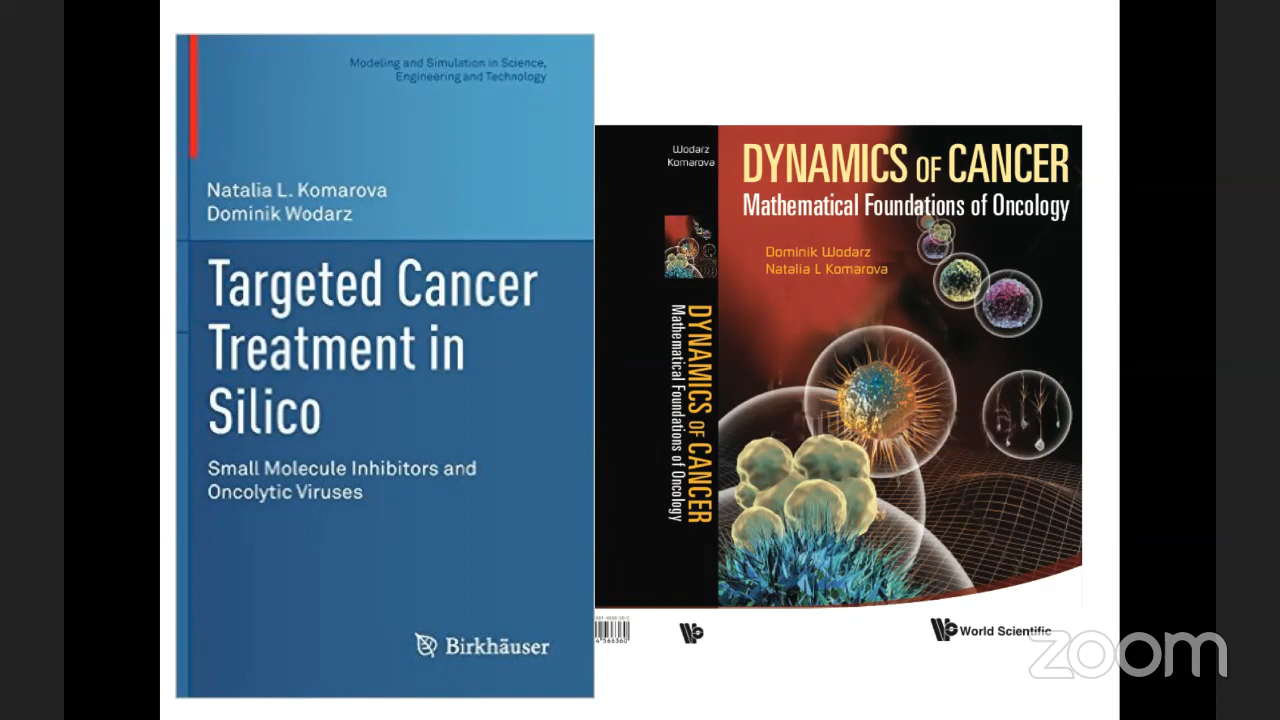 Modeling and Simulation in Science,
Engineering and Technology
Natalia L. Komarova
Dominik Wodarz
Targeted Cancer
Treatment in
Silico
Small Molecule Inhibitors and
Oncolytic Viruses
Birkhäuser
Wodarz
Komarova
DYNAMICS OF CANCER
Mathematical Foundations of Oncology
DYNAMICS OF CANCER
Mathematical Foundations of Oncology
Dominik Wodarz
Natalia L Komarova
World Scientific
zoom